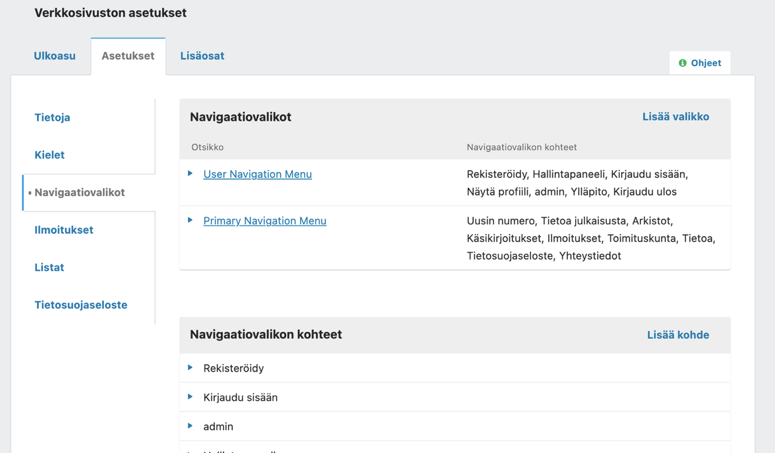 Verkkosivuston asetukset
Ulkoasu
Asetukset
Lisäosat
Ohjeet
Tietoja
Kielet
Navigaatiovalikot
Ilmoitukset
Listat
Tietosuojaseloste
Navigaatiovalikot
Lisää valikko
Otsikko
Navigaatiovalikon kohteet
User Navigation Menu
Rekisteröidy, Hallintapaneeli, Kirjaudu sisään,
Näytä profiili, admin, Ylläpito, Kirjaudu ulos
Primary Navigation Menu
Uusin numero, Tietoa julkaisusta, Arkistot,
Käsikirjoitukset, Ilmoitukset, Toimituskunta, Tietoa,
Tietosuojaseloste, Yhteystiedot
Navigaatiovalikon kohteet
Lisää kohde
Rekisteröidy
Kirjaudu sisään
admin